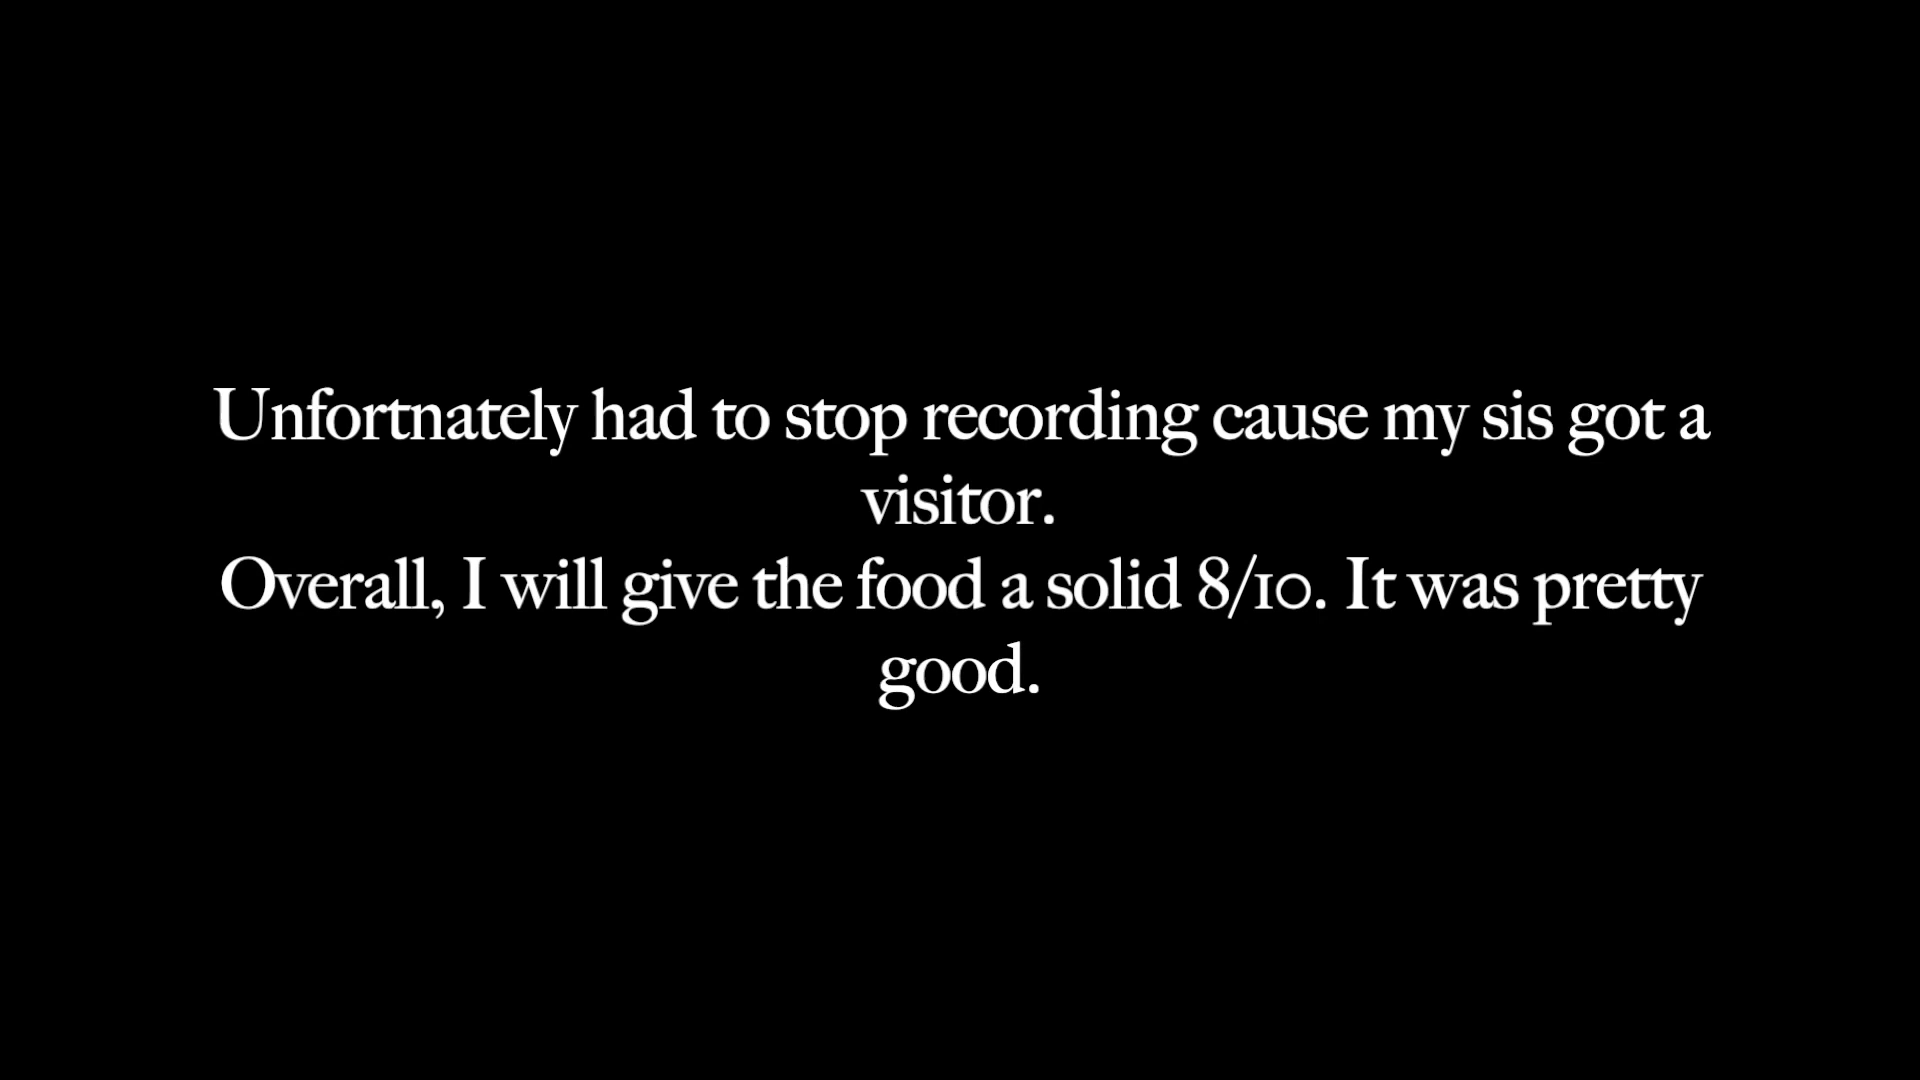 Unfortnately had to stop recording cause my sis got a
visitor.
Overall, I will give the food a solid 8/10. It was pretty
good.